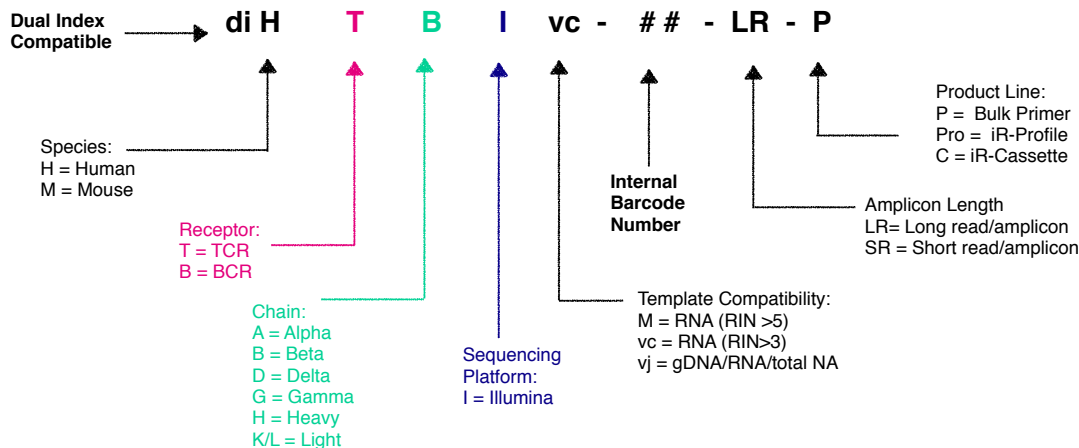 Dual Index
Compatible
di H T B I vc - ## - LR - P
Product Line:
P = Bulk Primer
Pro = iR-Profile
C = iR-Cassette
Species:
H = Human
M = Mouse
Internal
Barcode
Number
Amplicon Length
LR= Long read/amplicon
SR = Short read/amplicon
Receptor:
T = TCR
B = BCR
Template Compatibility:
M = RNA (RIN >5)
vc = RNA (RIN>3)
vj = gDNA/RNA/total NA
Chain:
A = Alpha
B = Beta
D = Delta
G = Gamma
H = Heavy
K/L = Light
Sequencing
Platform:
I = Illumina